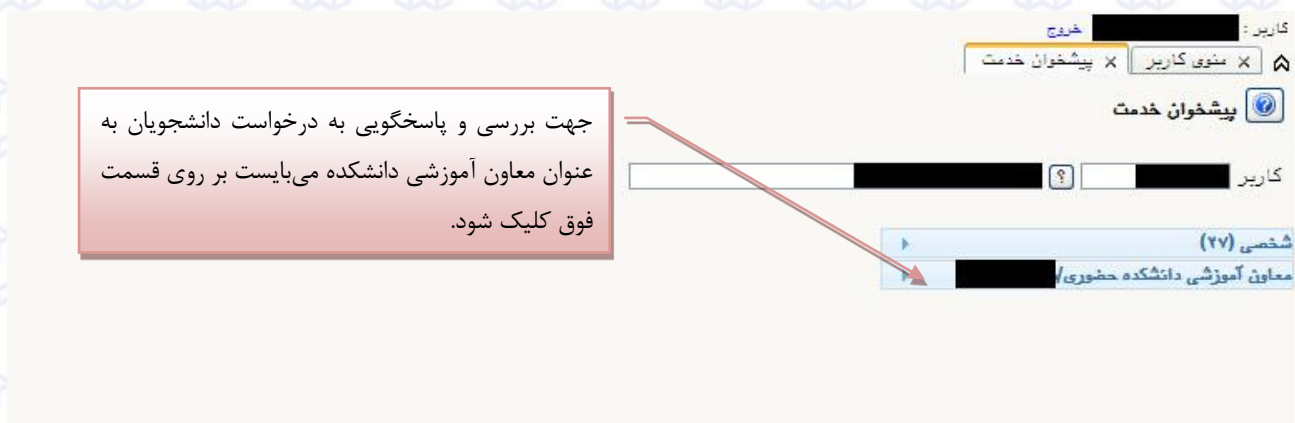 کاربر : خروج
منوی کاربر پیشخوان خدمت
پیشخوان خدمت
جهت بررسی و پاسخگویی به درخواست دانشجویان به
عنوان معاون آموزشی دانشکده می‌بایست بر روی قسمت
فوق کلیک شود.
کاربر ؟
شخصی (۲۷)
معاون آموزشی دانشکده حضوری/